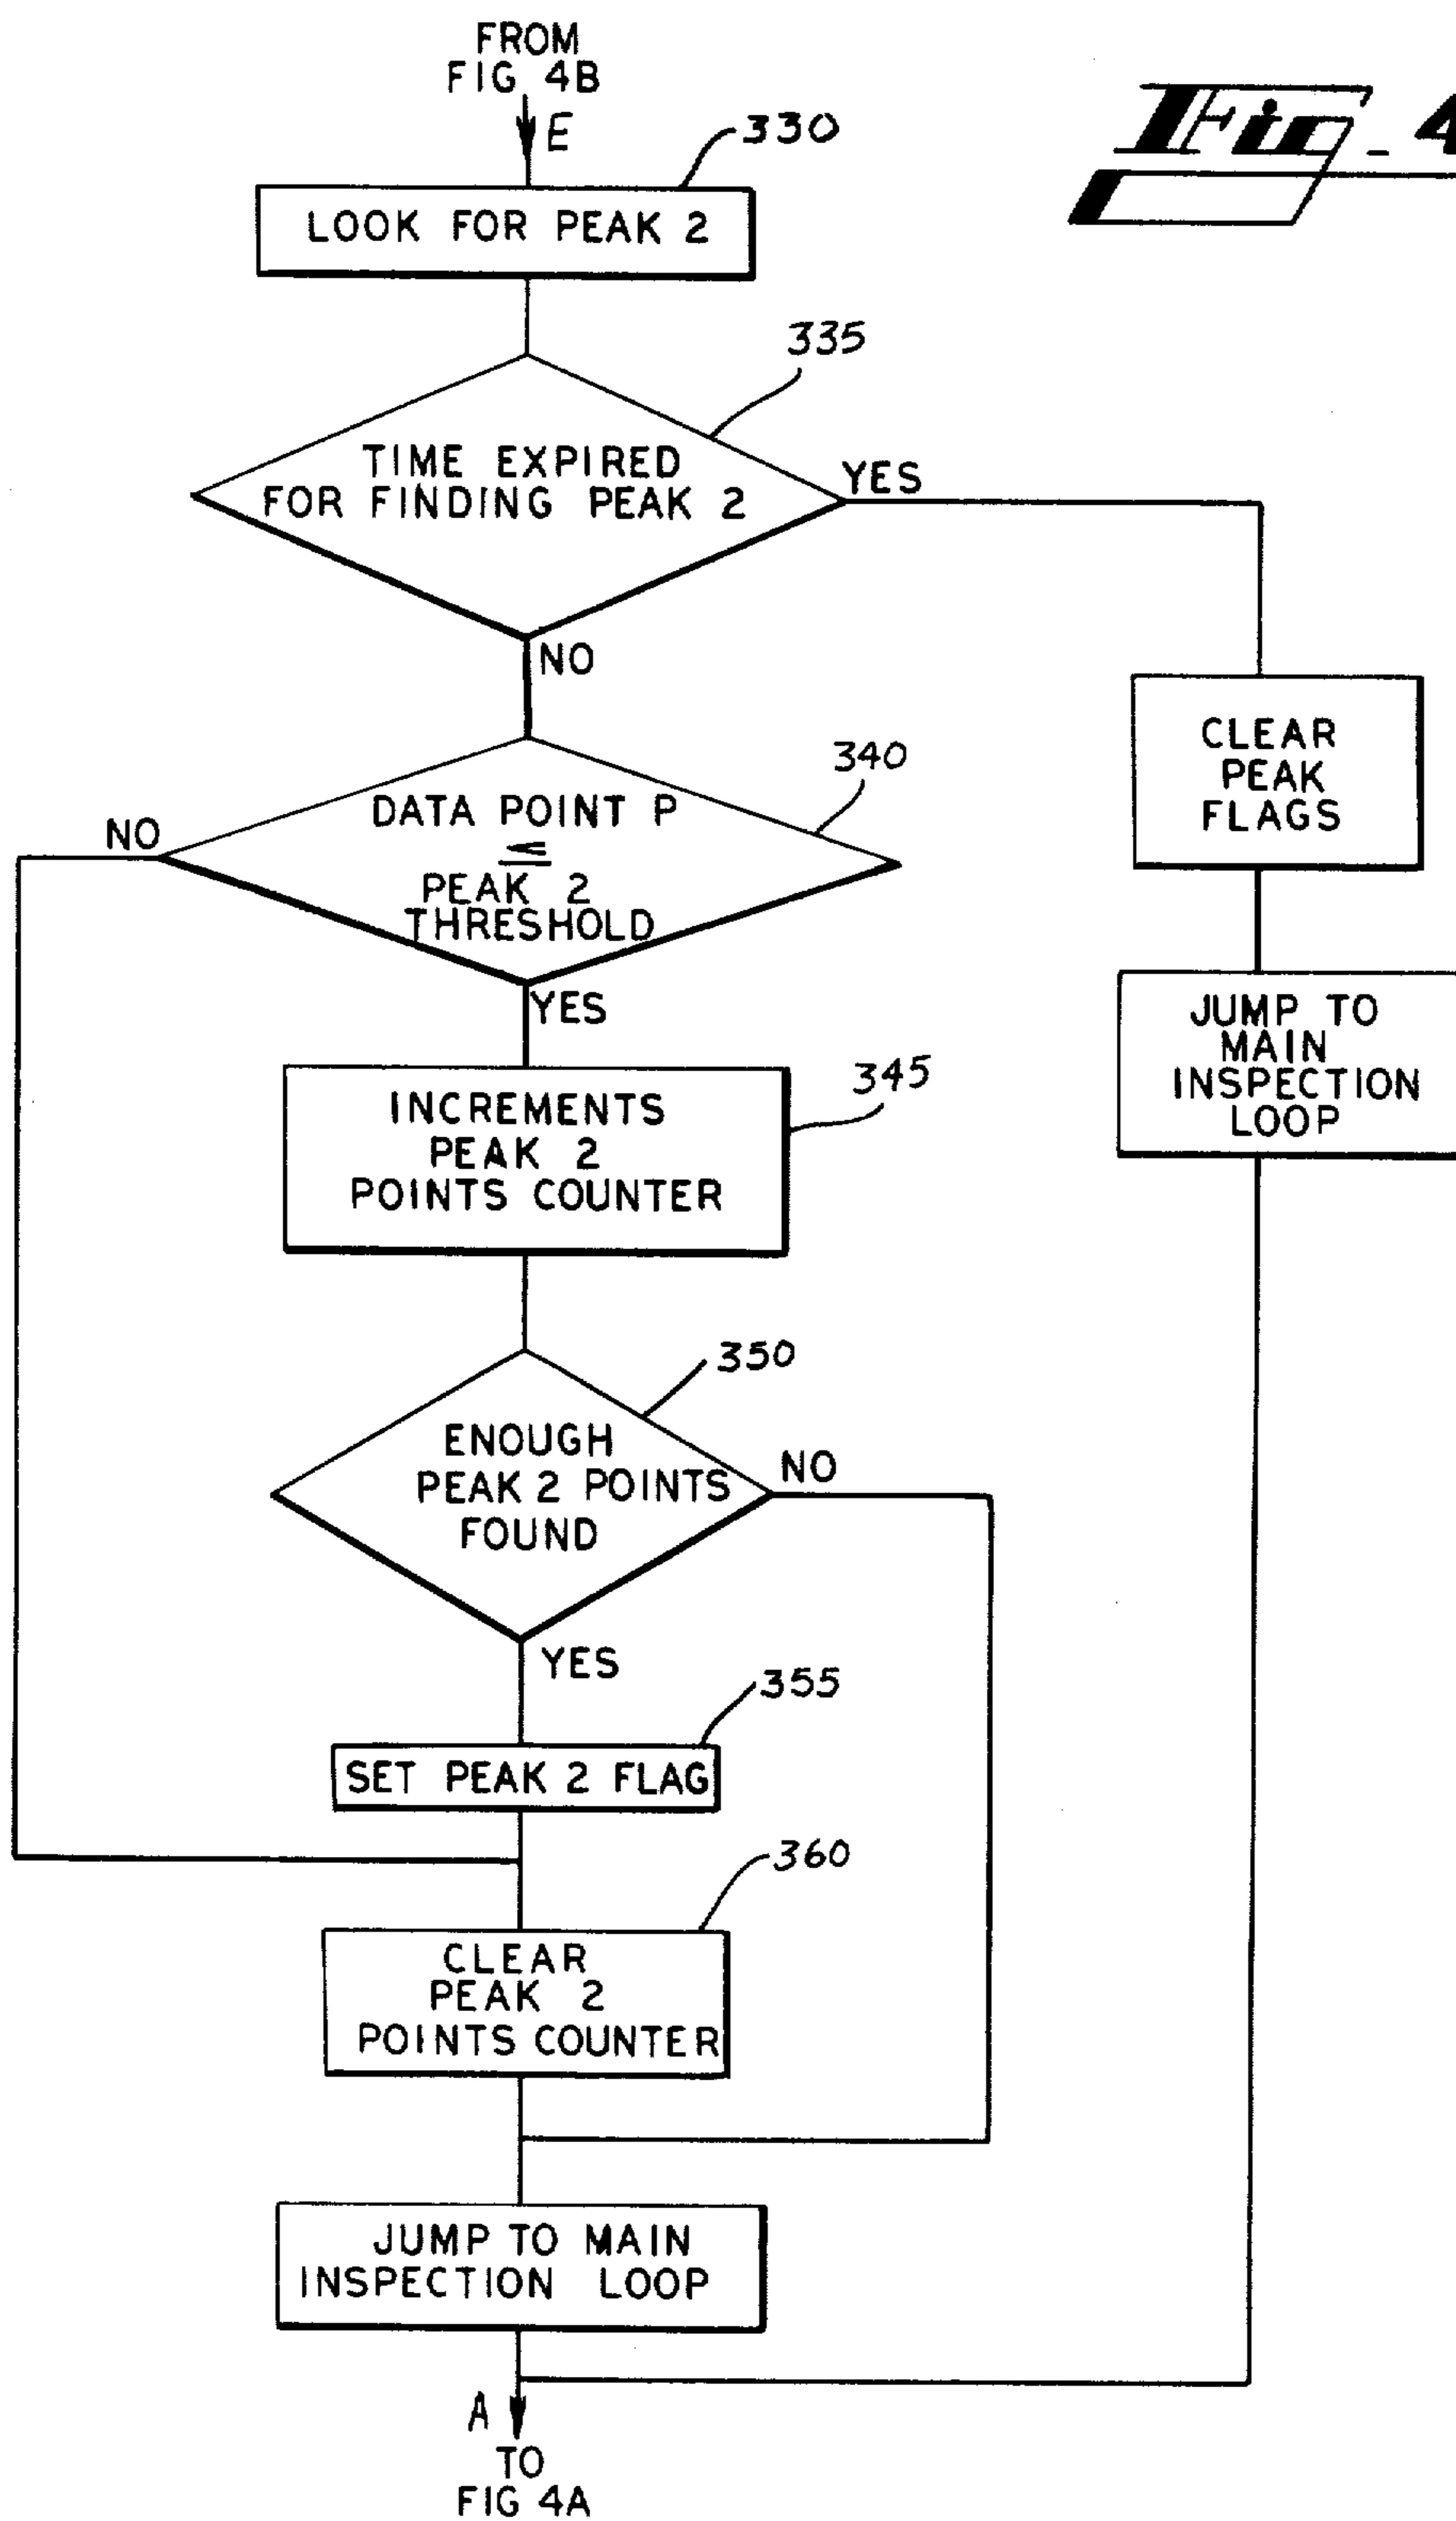 FROM
FIG 4B
E
330
Fig. 4
LOOK FOR PEAK 2
335
TIME EXPIRED
FOR FINDING PEAK 2
YES
NO
CLEAR
PEAK
FLAGS
340
DATA POINT P
≤
PEAK 2
THRESHOLD
NO
YES
JUMP TO
MAIN
INSPECTION
LOOP
345
INCREMENTS
PEAK 2
POINTS COUNTER
350
ENOUGH
PEAK 2 POINTS
FOUND
NO
YES
355
SET PEAK 2 FLAG
360
CLEAR
PEAK 2
POINTS COUNTER
JUMP TO MAIN
INSPECTION LOOP
A
TO
FIG 4A